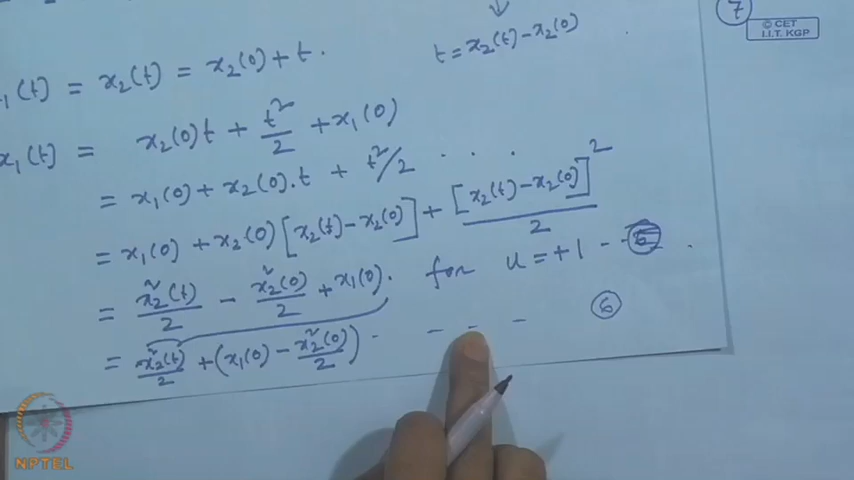 7
© CET
I.I.T. KGP
t = x₂(t) - x₂(0)
₁(t) = x₂(t) = x₂(0) + t.
x₁(t) = x₂(0)t + t²/2 + x₁(0)
= x₁(0) + x₂(0).t + t²/2 . . .
= x₁(0) + x₂(0)[x₂(t) - x₂(0)] + [x₂(t) - x₂(0)]²/2
= x₂²(t)/2 - x₂²(0)/2 + x₁(0). for u = +1 - -
= x₂²(t)/2 + (x₁(0) - x₂²(0)/2) - - - - 6
NPTEL